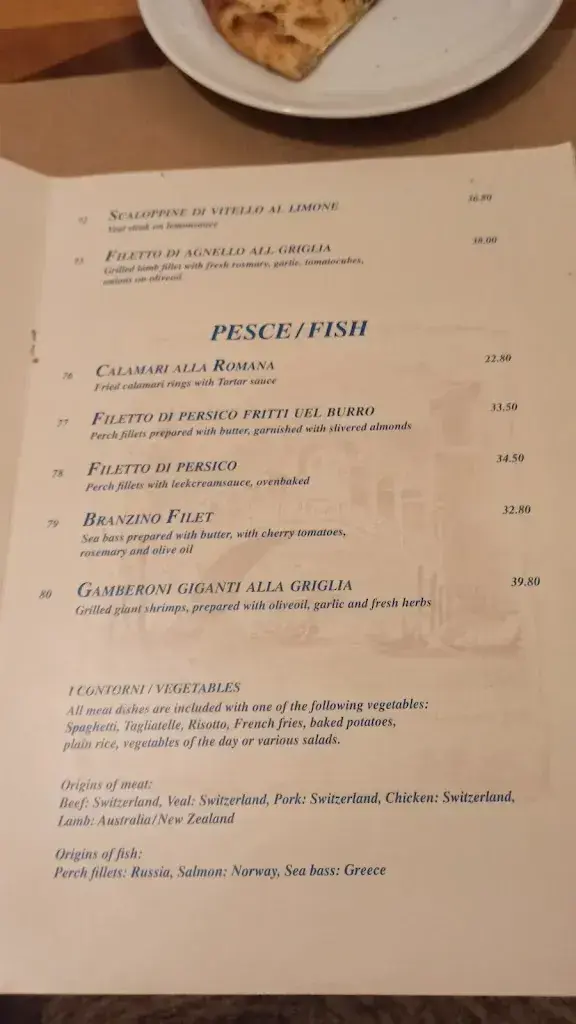 SCALOPPINE DI VITELLO AL LIMONE 36.80
Veal steak on lemonsauce
FILETTO DI AGNELLO ALL GRIGLIA 38.00
Grilled lamb fillet with fresh rosmary, garlic, tomatocubes,
onions on oliveoil
PESCE/FISH
76 CALAMARI ALLA ROMANA 22.80
Fried calamari rings with Tartar sauce
77 FILETTO DI PERSICO FRITTI UEL BURRO 33.50
Perch fillets prepared with butter, garnished with slivered almonds
78 FILETTO DI PERSICO 34.50
Perch fillets with leekcreamsauce, ovenbaked
79 BRANZINO FILET 32.80
Sea bass prepared with butter, with cherry tomatoes,
rosemary and olive oil
80 GAMBERONI GIGANTI ALLA GRIGLIA 39.80
Grilled giant shrimps, prepared with oliveoil, garlic and fresh herbs
I CONTORNI / VEGETABLES
All meat dishes are included with one of the following vegetables:
Spaghetti, Tagliatelle, Risotto, French fries, baked potatoes,
plain rice, vegetables of the day or various salads.
Origins of meat:
Beef: Switzerland, Veal: Switzerland, Pork: Switzerland, Chicken: Switzerland,
Lamb: Australia/New Zealand
Origins of fish:
Perch fillets: Russia, Salmon: Norway, Sea bass: Greece